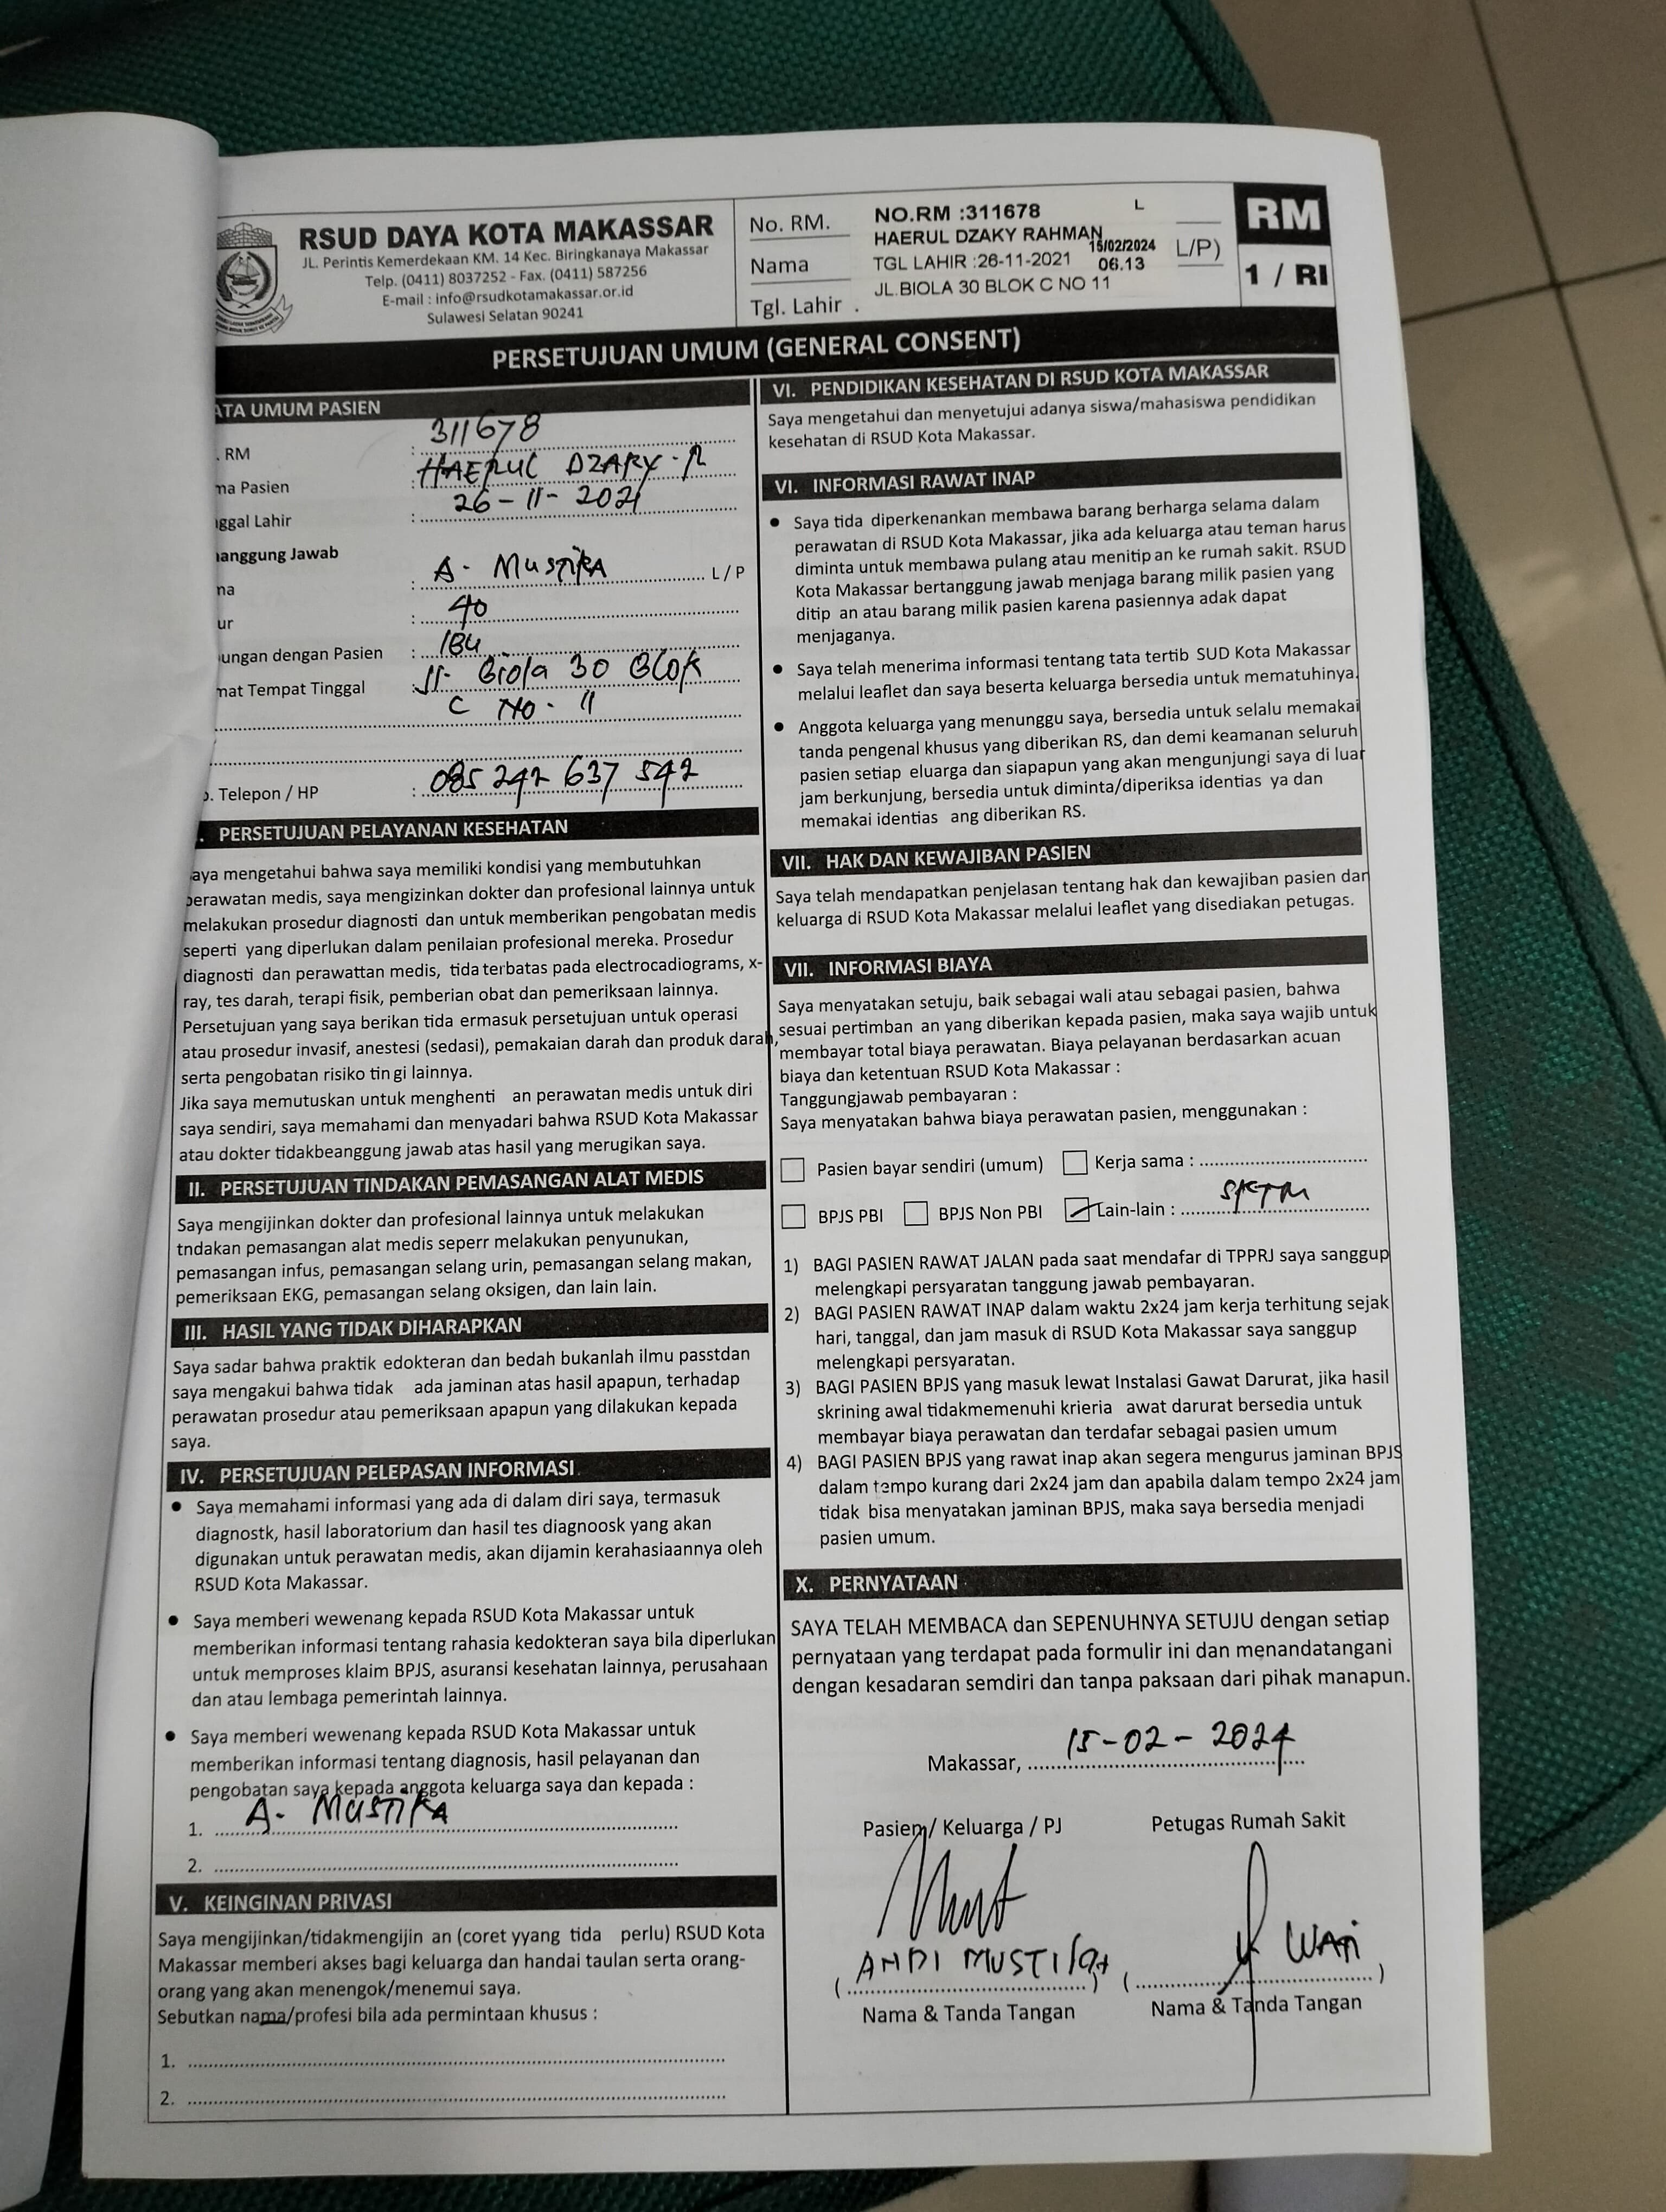 RSUD DAYA KOTA MAKASSAR
JL. Perintis Kemerdekaan KM. 14 Kec. Biringkanaya Makassar
Telp. (0411) 8037252 - Fax. (0411) 587256
E-mail : info@rsudkotamakassar.or.id
Sulawesi Selatan 90241
No. RM.
Nama
Tgl. Lahir .
NO.RM :311678 L
HAERUL DZAKY RAHMAN
15/02/2024
TGL LAHIR :26-11-2021 06.13
JL.BIOLA 30 BLOK C NO 11
L/P)
RM
1 / RI
PERSETUJUAN UMUM (GENERAL CONSENT)
ATA UMUM PASIEN
. RM : 311678
ma Pasien : HAERUL DZAKY. R
ggal Lahir : 26-11-2021
anggung Jawab
na : A. MUSTIKA L / P
ur : 40
ungan dengan Pasien : IBU
mat Tempat Tinggal : Jl. Biola 30 Blok
C No. 11
o. Telepon / HP : 085 242 637 542
. PERSETUJUAN PELAYANAN KESEHATAN
aya mengetahui bahwa saya memiliki kondisi yang membutuhkan
perawatan medis, saya mengizinkan dokter dan profesional lainnya untuk
melakukan prosedur diagnosti dan untuk memberikan pengobatan medis
seperti yang diperlukan dalam penilaian profesional mereka. Prosedur
diagnosti dan perawattan medis, tida terbatas pada electrocadiograms, x-
ray, tes darah, terapi fisik, pemberian obat dan pemeriksaan lainnya.
Persetujuan yang saya berikan tida ermasuk persetujuan untuk operasi
atau prosedur invasif, anestesi (sedasi), pemakaian darah dan produk darah,
serta pengobatan risiko tin gi lainnya.
Jika saya memutuskan untuk menghenti an perawatan medis untuk diri
saya sendiri, saya memahami dan menyadari bahwa RSUD Kota Makassar
atau dokter tidakbeanggung jawab atas hasil yang merugikan saya.
II. PERSETUJUAN TINDAKAN PEMASANGAN ALAT MEDIS
Saya mengijinkan dokter dan profesional lainnya untuk melakukan
tndakan pemasangan alat medis seperr melakukan penyunukan,
pemasangan infus, pemasangan selang urin, pemasangan selang makan,
pemeriksaan EKG, pemasangan selang oksigen, dan lain lain.
III. HASIL YANG TIDAK DIHARAPKAN
Saya sadar bahwa praktik edokteran dan bedah bukanlah ilmu passtdan
saya mengakui bahwa tidak ada jaminan atas hasil apapun, terhadap
perawatan prosedur atau pemeriksaan apapun yang dilakukan kepada
saya.
IV. PERSETUJUAN PELEPASAN INFORMASI
• Saya memahami informasi yang ada di dalam diri saya, termasuk
diagnostk, hasil laboratorium dan hasil tes diagnoosk yang akan
digunakan untuk perawatan medis, akan dijamin kerahasiaannya oleh
RSUD Kota Makassar.
• Saya memberi wewenang kepada RSUD Kota Makassar untuk
memberikan informasi tentang rahasia kedokteran saya bila diperlukan
untuk memproses klaim BPJS, asuransi kesehatan lainnya, perusahaan
dan atau lembaga pemerintah lainnya.
• Saya memberi wewenang kepada RSUD Kota Makassar untuk
memberikan informasi tentang diagnosis, hasil pelayanan dan
pengobatan saya kepada anggota keluarga saya dan kepada :
1. A. MUSTIKA
2.
V. KEINGINAN PRIVASI
Saya mengijinkan/tidakmengijin an (coret yyang tida perlu) RSUD Kota
Makassar memberi akses bagi keluarga dan handai taulan serta orang-
orang yang akan menengok/menemui saya.
Sebutkan nama/profesi bila ada permintaan khusus :
1.
2.
VI. PENDIDIKAN KESEHATAN DI RSUD KOTA MAKASSAR
Saya mengetahui dan menyetujui adanya siswa/mahasiswa pendidikan
kesehatan di RSUD Kota Makassar.
VI. INFORMASI RAWAT INAP
• Saya tida diperkenankan membawa barang berharga selama dalam
perawatan di RSUD Kota Makassar, jika ada keluarga atau teman harus
diminta untuk membawa pulang atau menitip an ke rumah sakit. RSUD
Kota Makassar bertanggung jawab menjaga barang milik pasien yang
ditip an atau barang milik pasien karena pasiennya adak dapat
menjaganya.
• Saya telah menerima informasi tentang tata tertib SUD Kota Makassar
melalui leaflet dan saya beserta keluarga bersedia untuk mematuhinya.
• Anggota keluarga yang menunggu saya, bersedia untuk selalu memakai
tanda pengenal khusus yang diberikan RS, dan demi keamanan seluruh
pasien setiap eluarga dan siapapun yang akan mengunjungi saya di luar
jam berkunjung, bersedia untuk diminta/diperiksa identias ya dan
memakai identias ang diberikan RS.
VII. HAK DAN KEWAJIBAN PASIEN
Saya telah mendapatkan penjelasan tentang hak dan kewajiban pasien dan
keluarga di RSUD Kota Makassar melalui leaflet yang disediakan petugas.
VII. INFORMASI BIAYA
Saya menyatakan setuju, baik sebagai wali atau sebagai pasien, bahwa
sesuai pertimban an yang diberikan kepada pasien, maka saya wajib untuk
membayar total biaya perawatan. Biaya pelayanan berdasarkan acuan
biaya dan ketentuan RSUD Kota Makassar :
Tanggungjawab pembayaran :
Saya menyatakan bahwa biaya perawatan pasien, menggunakan :
Pasien bayar sendiri (umum) Kerja sama :
BPJS PBI BPJS Non PBI Lain-lain : SKTM
1) BAGI PASIEN RAWAT JALAN pada saat mendafar di TPPRJ saya sanggup
melengkapi persyaratan tanggung jawab pembayaran.
2) BAGI PASIEN RAWAT INAP dalam waktu 2x24 jam kerja terhitung sejak
hari, tanggal, dan jam masuk di RSUD Kota Makassar saya sanggup
melengkapi persyaratan.
3) BAGI PASIEN BPJS yang masuk lewat Instalasi Gawat Darurat, jika hasil
skrining awal tidakmemenuhi krieria awat darurat bersedia untuk
membayar biaya perawatan dan terdafar sebagai pasien umum
4) BAGI PASIEN BPJS yang rawat inap akan segera mengurus jaminan BPJS
dalam tempo kurang dari 2x24 jam dan apabila dalam tempo 2x24 jam
tidak bisa menyatakan jaminan BPJS, maka saya bersedia menjadi
pasien umum.
X. PERNYATAAN
SAYA TELAH MEMBACA dan SEPENUHNYA SETUJU dengan setiap
pernyataan yang terdapat pada formulir ini dan menandatangani
dengan kesadaran semdiri dan tanpa paksaan dari pihak manapun.
Makassar, 15-02-2024
Pasien / Keluarga / PJ Petugas Rumah Sakit
( ANDI MUSTIKA ) ( WAN )
Nama & Tanda Tangan Nama & Tanda Tangan